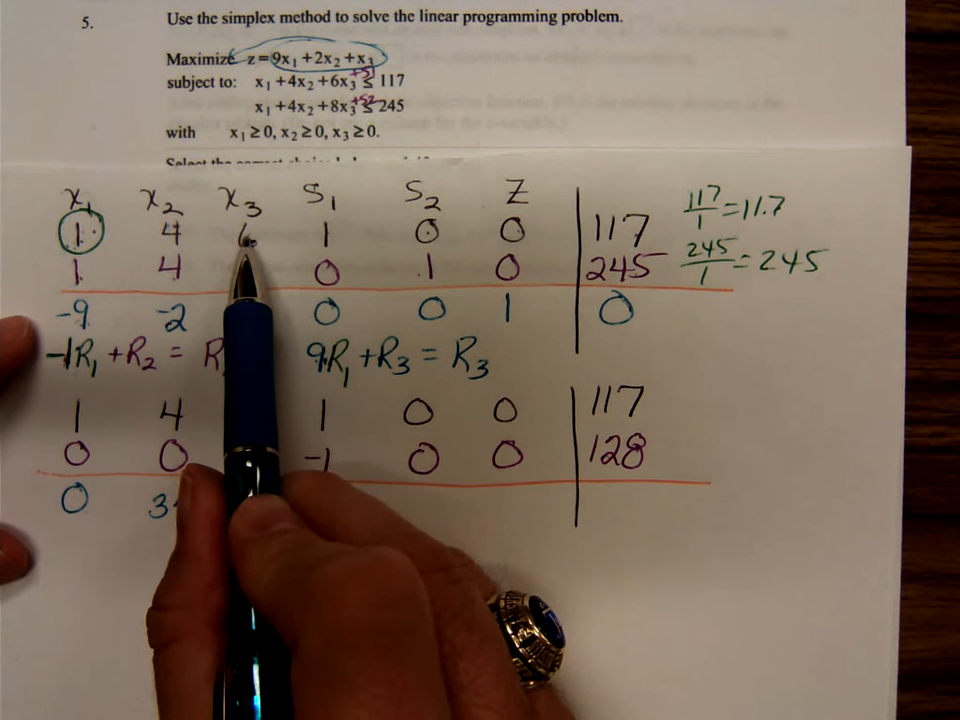 5. Use the simplex method to solve the linear programming problem.
Maximize z = 9x₁ + 2x₂ + x₃
subject to: x₁ + 4x₂ + 6x₃ +s1 ≤ 117
x₁ + 4x₂ + 8x₃ +s2 ≤ 245
with x₁ ≥ 0, x₂ ≥ 0, x₃ ≥ 0.
x₁ x₂ x₃ S₁ S₂ Z
1 4 1 0 0 117 117/1 = 11.7
1 4 0 1 0 245 245/1 = 245
-9 -2 0 0 1 0
-1R₁ + R₂ = R 9R₁ + R₃ = R₃
1 4 1 0 0 117
0 0 -1 0 0 128
0 3